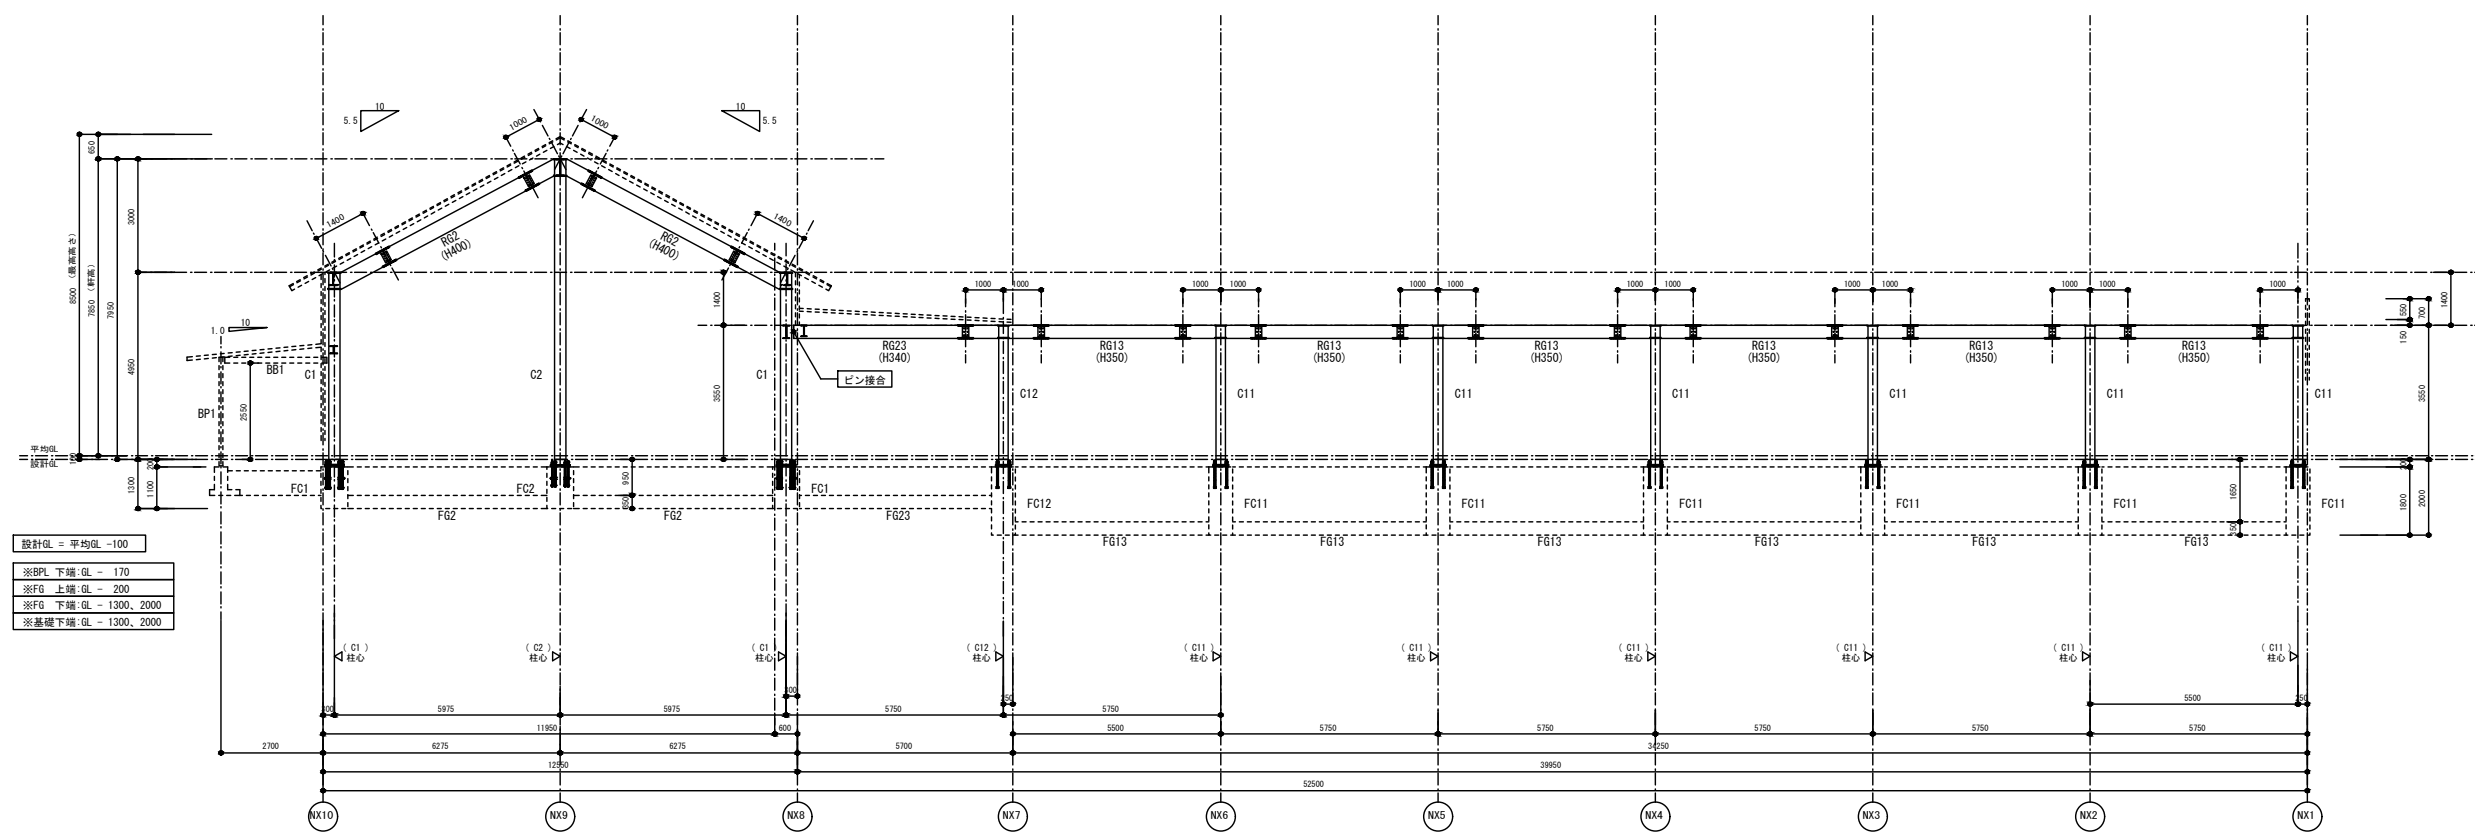 10
5.5
10
5.5
1000
1000
650
3000
8500 (最高高さ)
7850 (軒高)
7950
4950
1400
1400
RG2
(H400)
RG2
(H400)
1.0
10
BB1
C1
BP1
2550
C2
C1
1400
3550
ピン接合
1000
1000
1000
1000
1000
1000
1000
1000
1000
1000
1000
1000
1000
RG23
(H340)
RG13
(H350)
RG13
(H350)
RG13
(H350)
RG13
(H350)
RG13
(H350)
RG13
(H350)
C12
C11
C11
C11
C11
C11
C11
550
700
150
1400
3550
平均GL
100
設計GL
200
1300
1100
FC1
FG2
FC2
950
350
FG2
FC1
FG23
FC12
FG13
FC11
FG13
FC11
FG13
FC11
FG13
FC11
FG13
FC11
FG13
FC11
1650
350
200
1800
2000
設計GL = 平均GL -100
※BPL 下端:GL - 170
※FG 上端:GL - 200
※FG 下端:GL - 1300、2000
※基礎下端:GL - 1300、2000
( C1 )
柱心
( C2 )
柱心
( C1 )
柱心
( C12 )
柱心
( C11 )
柱心
( C11 )
柱心
( C11 )
柱心
( C11 )
柱心
( C11 )
柱心
( C11 )
柱心
300
250
5500
250
300
5975
5975
5750
5750
11950
600
5500
5750
5750
5750
5750
2700
6275
6275
5700
34250
12550
39950
52500
NX10
NX9
NX8
NX7
NX6
NX5
NX4
NX3
NX2
NX1